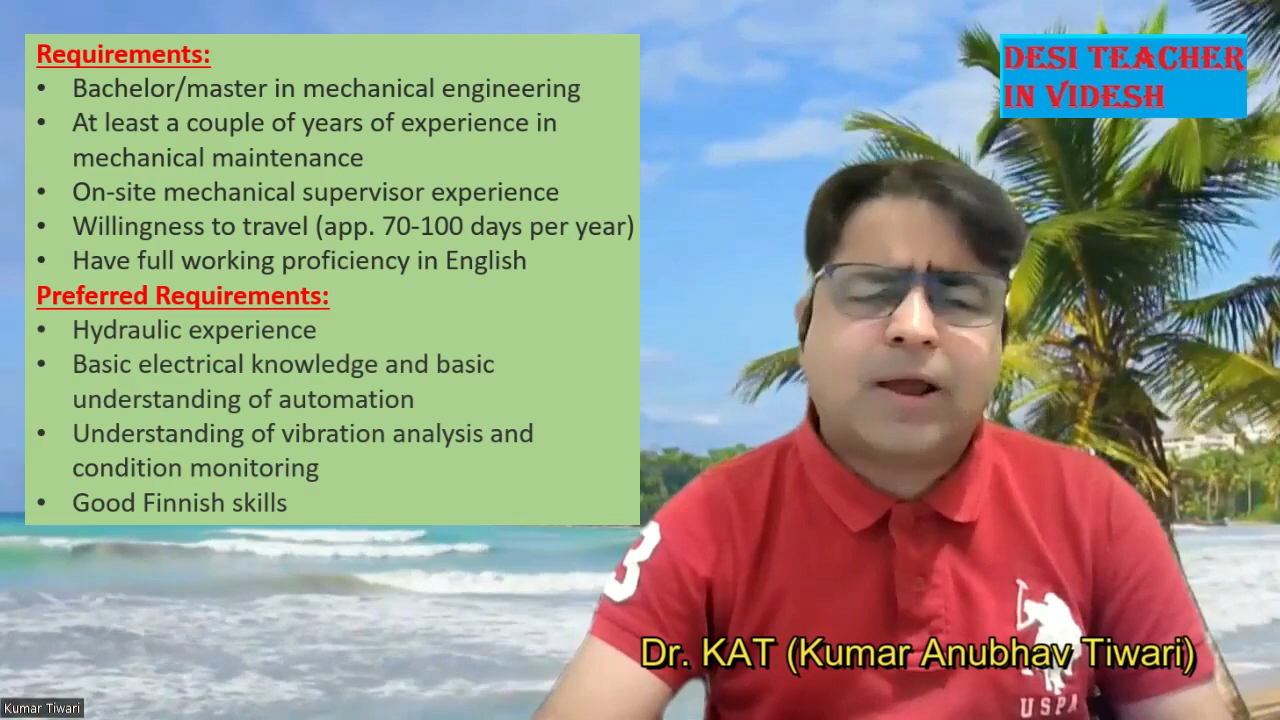 Requirements:
• Bachelor/master in mechanical engineering
• At least a couple of years of experience in
mechanical maintenance
• On-site mechanical supervisor experience
• Willingness to travel (app. 70-100 days per year)
• Have full working proficiency in English
Preferred Requirements:
• Hydraulic experience
• Basic electrical knowledge and basic
understanding of automation
• Understanding of vibration analysis and
condition monitoring
• Good Finnish skills
DESI TEACHER
IN VIDESH
3
Dr. KAT (Kumar Anubhav Tiwari)
USPA
Kumar Tiwari